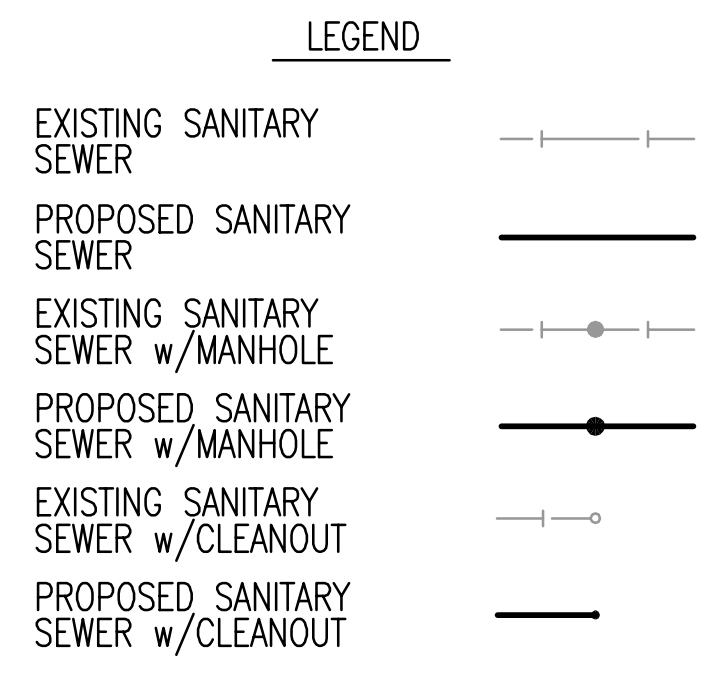 LEGEND
EXISTING SANITARY
SEWER
PROPOSED SANITARY
SEWER
EXISTING SANITARY
SEWER w/MANHOLE
PROPOSED SANITARY
SEWER w/MANHOLE
EXISTING SANITARY
SEWER w/CLEANOUT
PROPOSED SANITARY
SEWER w/CLEANOUT